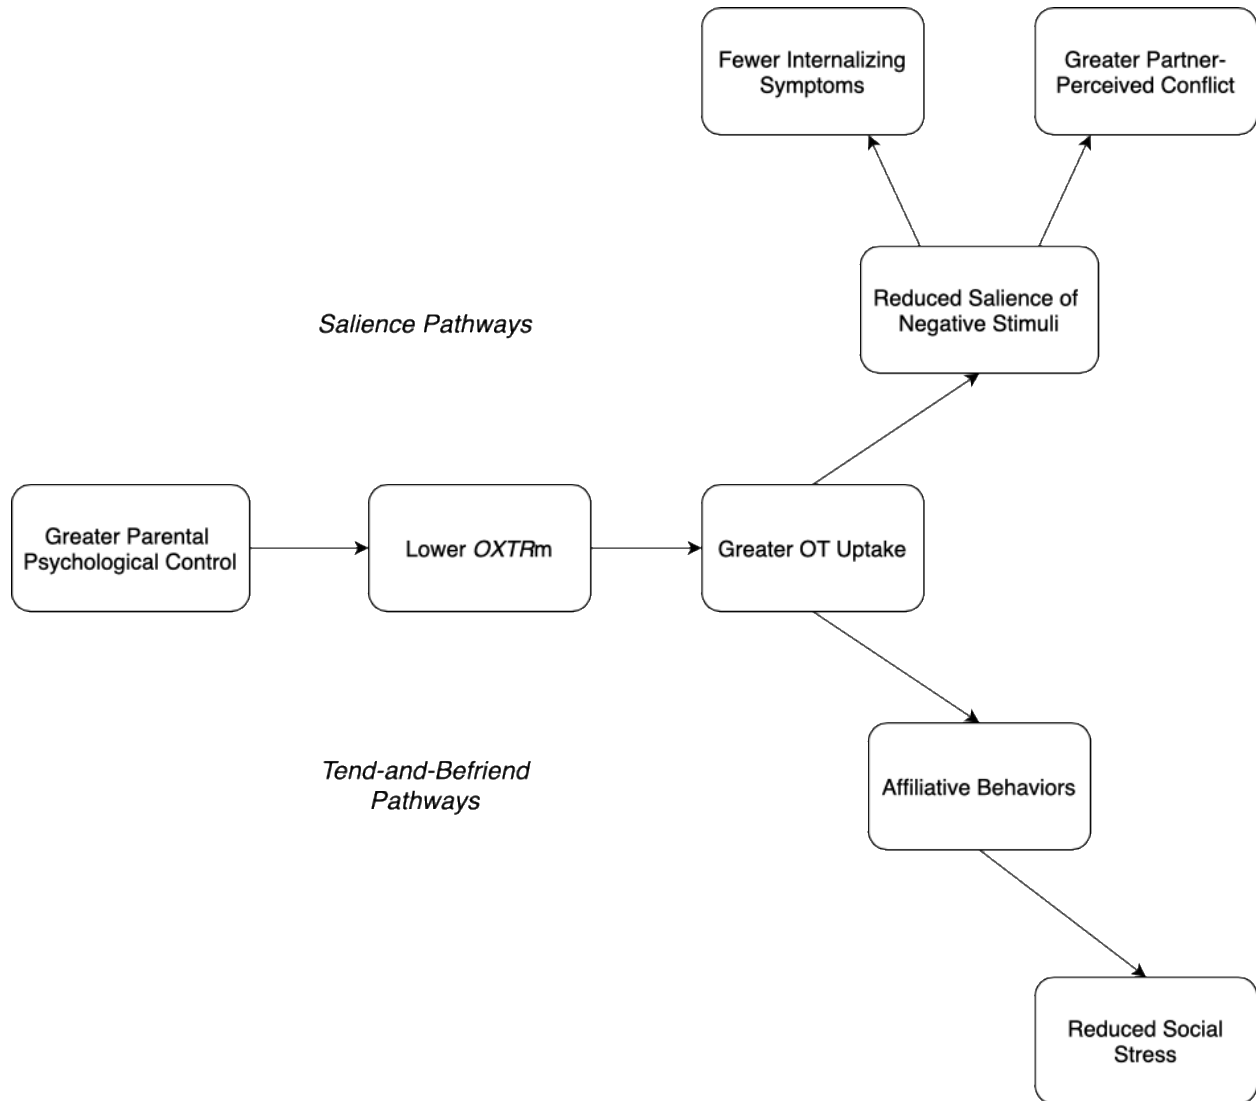 Fewer Internalizing
Symptoms
Greater Partner-
Perceived Conflict
Reduced Salience of
Negative Stimuli
Salience Pathways
Greater Parental
Psychological Control
Lower OXTRm
Greater OT Uptake
Tend-and-Befriend
Pathways
Affiliative Behaviors
Reduced Social
Stress